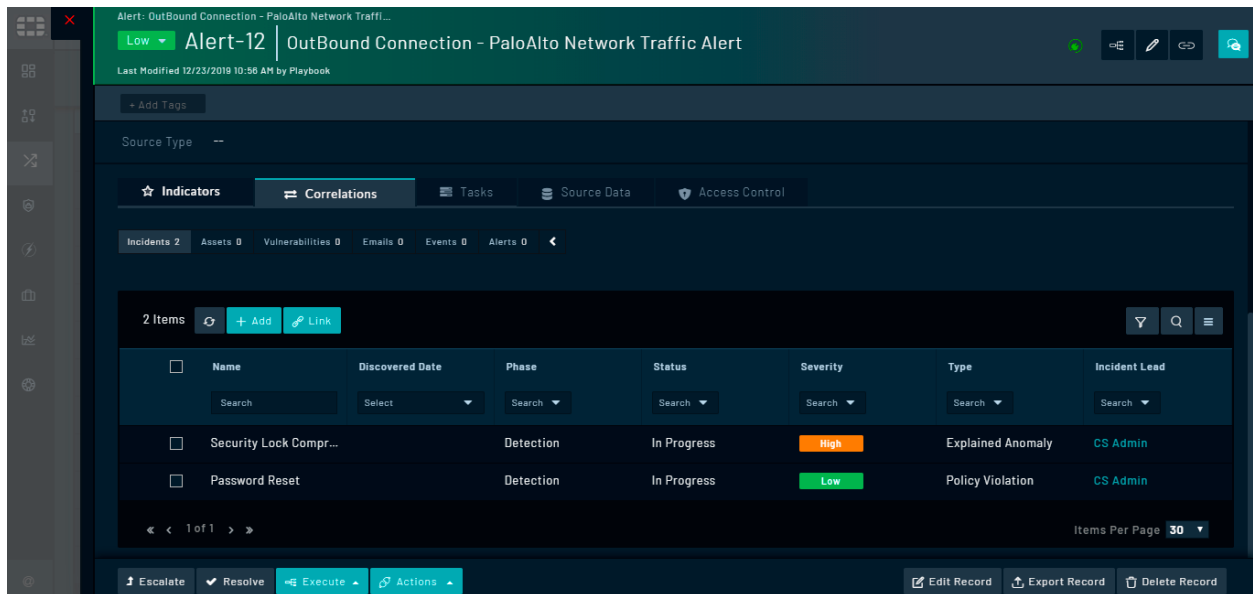 Alert: OutBound Connection - PaloAlto Network Traffi...
Low Alert-12 OutBound Connection - PaloAlto Network Traffic Alert
Last Modified 12/23/2019 10:56 AM by Playbook
+ Add Tags
Source Type --
Indicators Correlations Tasks Source Data Access Control
Incidents 2 Assets 0 Vulnerabilities 0 Emails 0 Events 0 Alerts 0
2 Items + Add Link
Name Discovered Date Phase Status Severity Type Incident Lead
Search Select Search Search Search Search Search
Security Lock Compr... Detection In Progress High Explained Anomaly CS Admin
Password Reset Detection In Progress Low Policy Violation CS Admin
« < 1 of 1 > » Items Per Page 30
Escalate Resolve Execute Actions Edit Record Export Record Delete Record